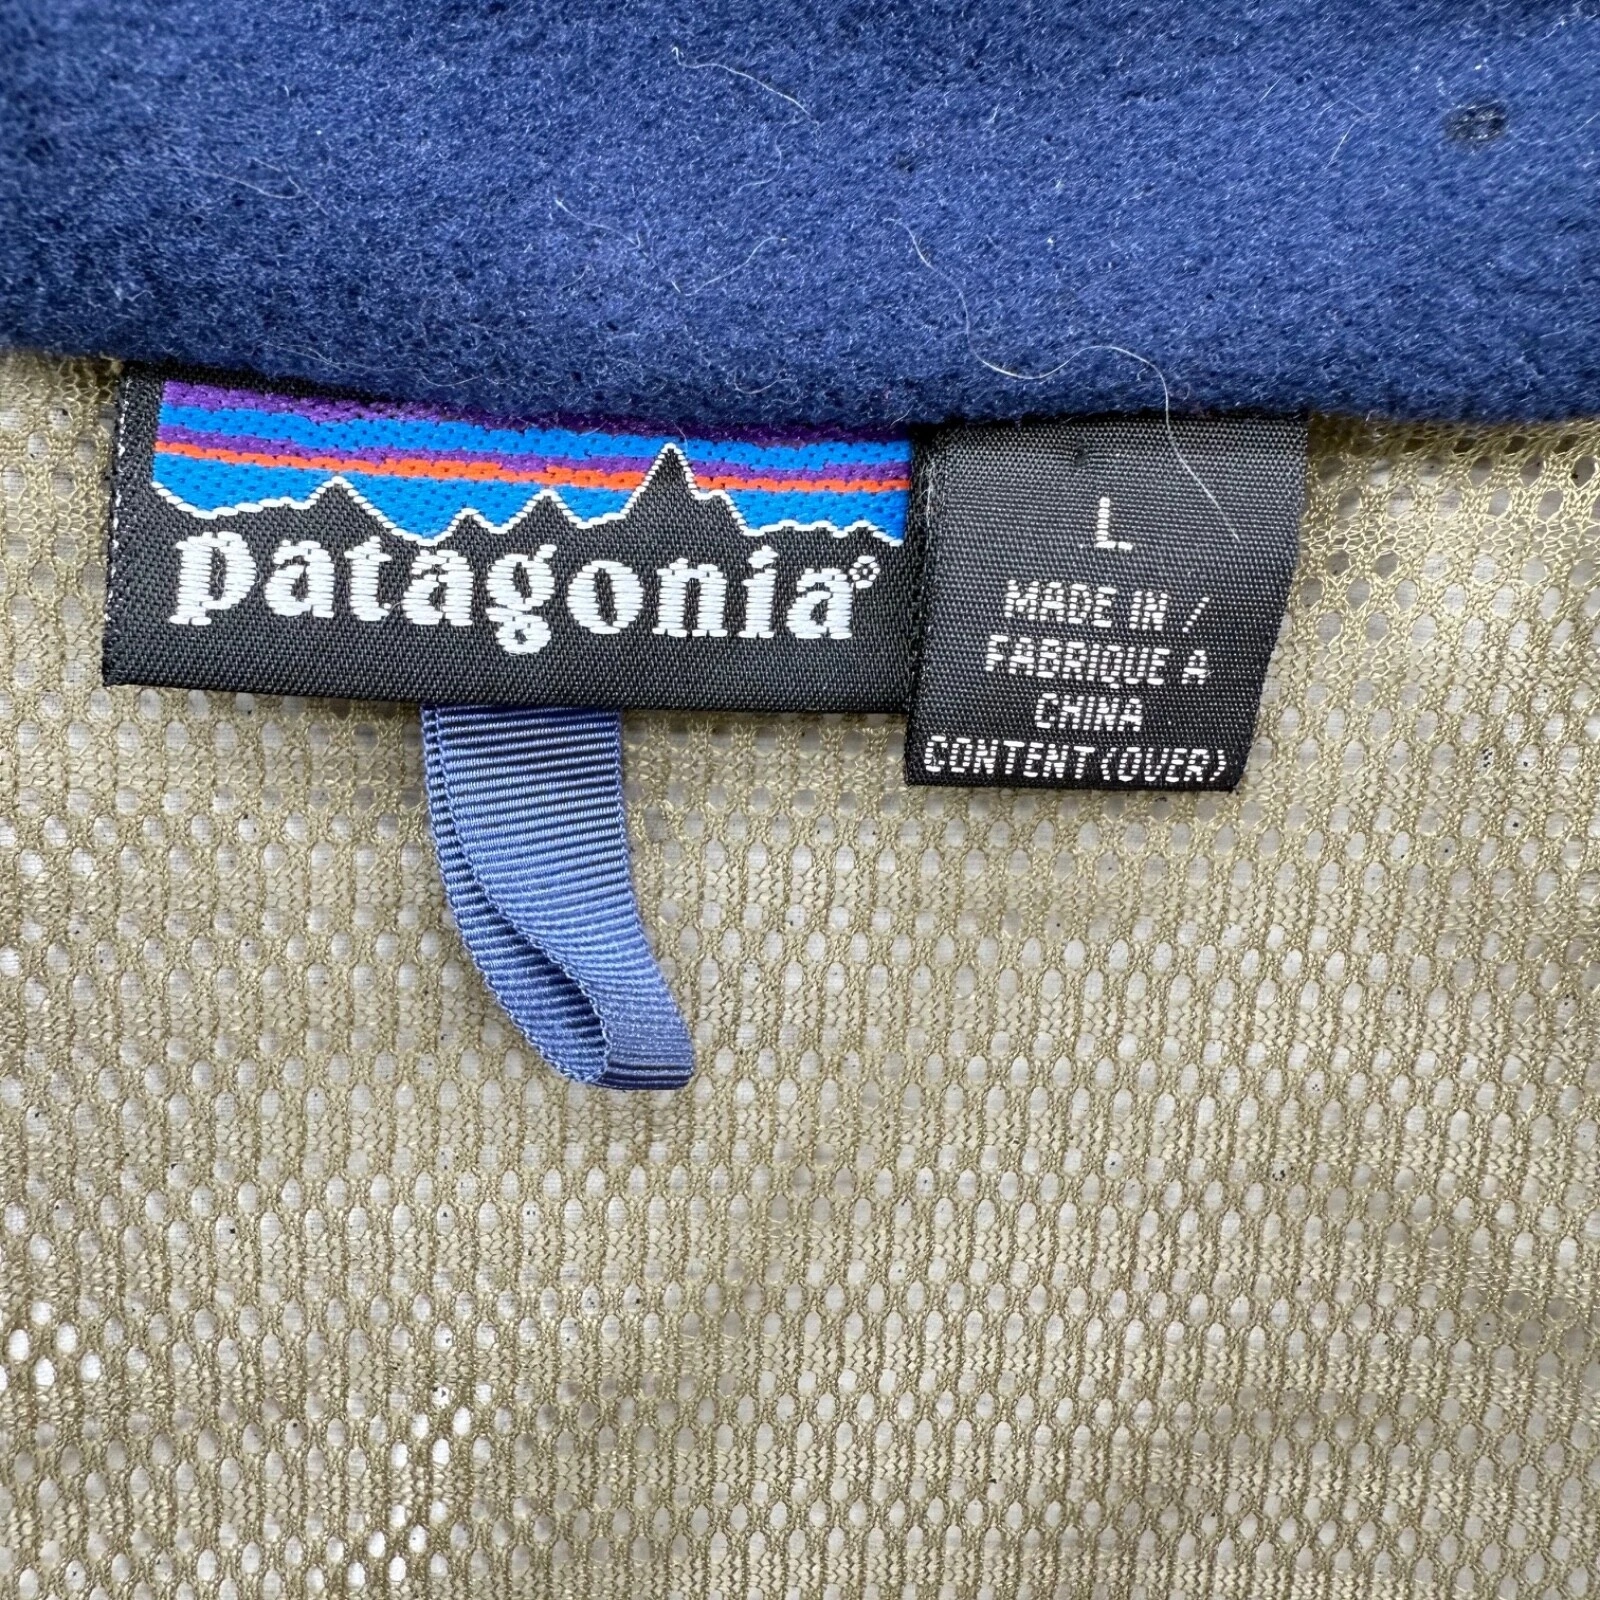 patagonia®
L
MADE IN /
FABRIQUE A
CHINA
CONTENT (OVER)